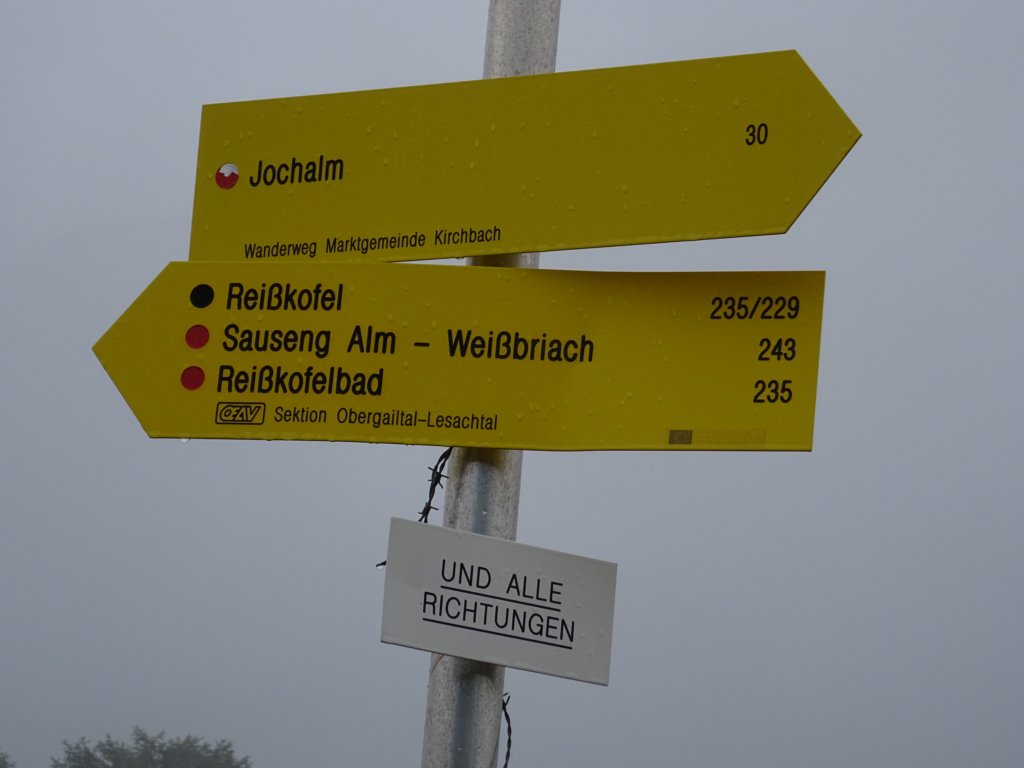 30
Jochalm
Wanderweg Marktgemeinde Kirchbach
Reißkofel 235/229
Sauseng Alm - Weißbriach 243
Reißkofelbad 235
OEAV Sektion Obergailtal-Lesachtal
UND ALLE
RICHTUNGEN